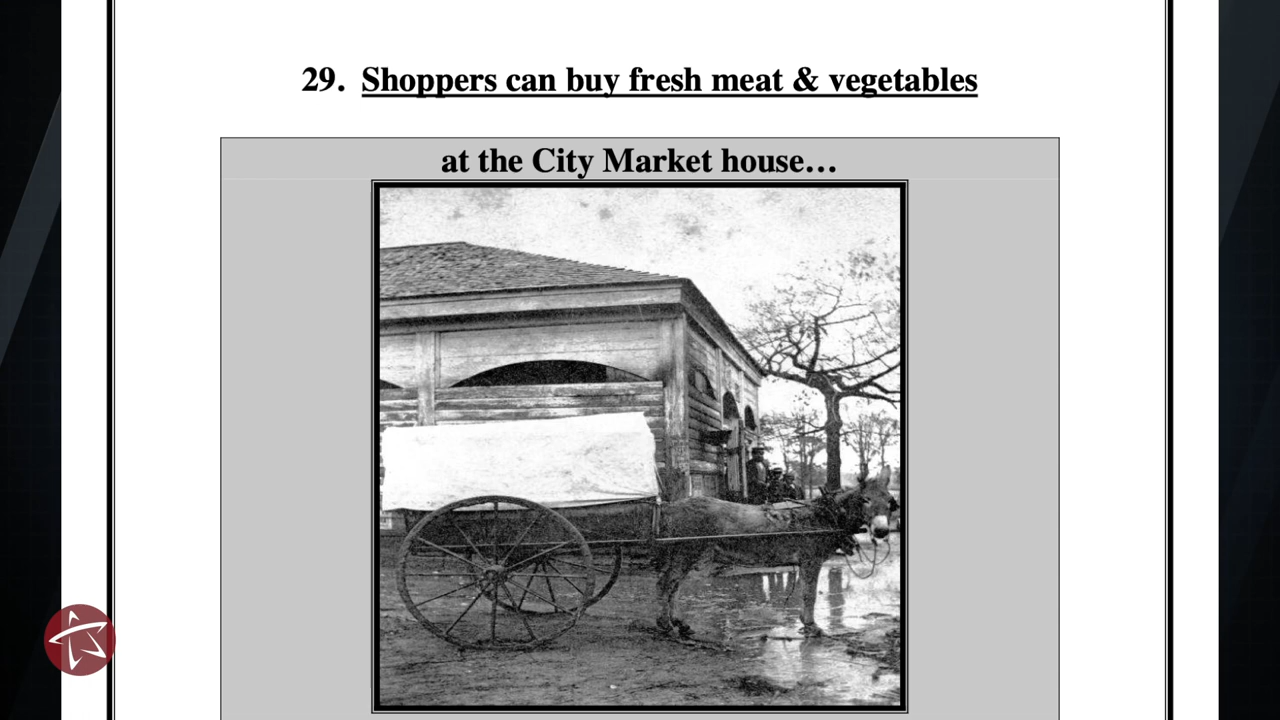 29. Shoppers can buy fresh meat & vegetables
at the City Market house…